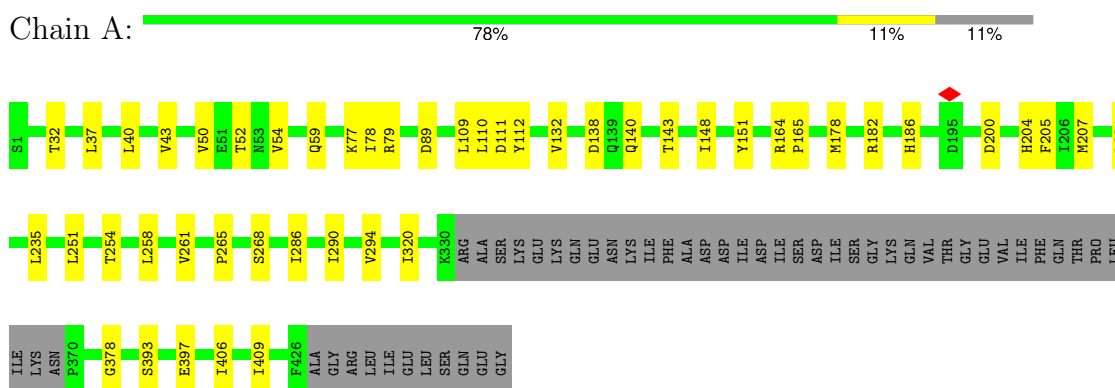 Chain A:
78% 11% 11%
S1 T32 L37 L40 V43 V50 E51 T52 N53 V54 Q59 K77 I78 R79 D89 L109 L110 D111 Y112 V132 D138 Q139 Q140 T143 I148 Y151 R164 P165 M178 R182 H186 D195 D200 H204 F205 I206 M207
L235 L251 T254 L258 V261 P265 S268 I286 I290 V294 I320 K330 ARG ALA SER LYS GLU LYS GLN GLU ASN LYS ILE PHE ALA ASP ASP ILE ASP ILE SER ASP ILE SER GLY LYS GLN VAL THR GLY GLU VAL ILE PHE GLN THR PRO LEU
ILE LYS ASN P370 G378 S393 E397 I406 I409 F426 ALA GLY ARG LEU ILE GLU LEU SER GLN GLU GLY